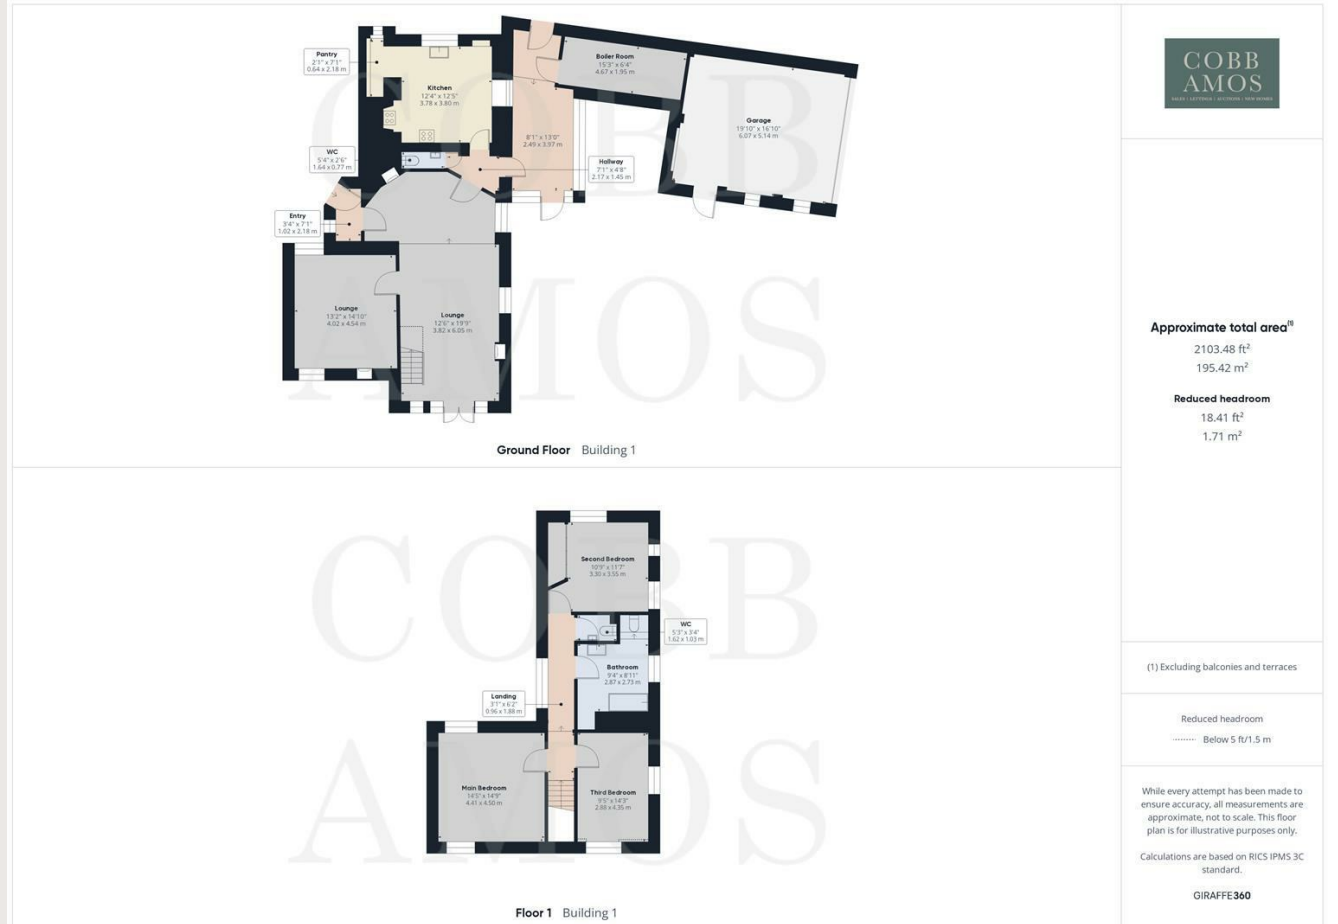 Pantry
2'1" x 7'1"
0.64 x 2.18 m
Kitchen
12'4" x 12'5"
3.78 x 3.80 m
Boiler Room
15'3" x 6'4"
4.67 x 1.95 m
Garage
19'10" x 16'10"
6.07 x 5.14 m
8'1" x 13'0"
2.49 x 3.97 m
WC
5'4" x 2'6"
1.64 x 0.77 m
Hallway
7'1" x 4'8"
2.17 x 1.45 m
Entry
3'4" x 7'1"
1.02 x 2.18 m
Lounge
13'2" x 14'10"
4.02 x 4.54 m
Lounge
12'6" x 19'9"
3.82 x 6.05 m
COBB
AMOS
Ground Floor Building 1
Second Bedroom
10'9" x 11'7"
3.30 x 3.55 m
WC
5'3" x 3'4"
1.62 x 1.03 m
Bathroom
9'4" x 8'11"
2.87 x 2.73 m
Landing
3'1" x 6'2"
0.96 x 1.88 m
Main Bedroom
14'5" x 14'9"
4.41 x 4.50 m
Third Bedroom
9'5" x 14'3"
2.88 x 4.35 m
COBB
AMOS
Floor 1 Building 1
COBB
AMOS
SALES | LETTINGS | AUCTIONS | NEW HOMES
Approximate total area(1)
2103.48 ft²
195.42 m²
Reduced headroom
18.41 ft²
1.71 m²
(1) Excluding balconies and terraces
Reduced headroom
Below 5 ft/1.5 m
While every attempt has been made to
ensure accuracy, all measurements are
approximate, not to scale. This floor
plan is for illustrative purposes only.
Calculations are based on RICS IPMS 3C
standard.
GIRAFFE360